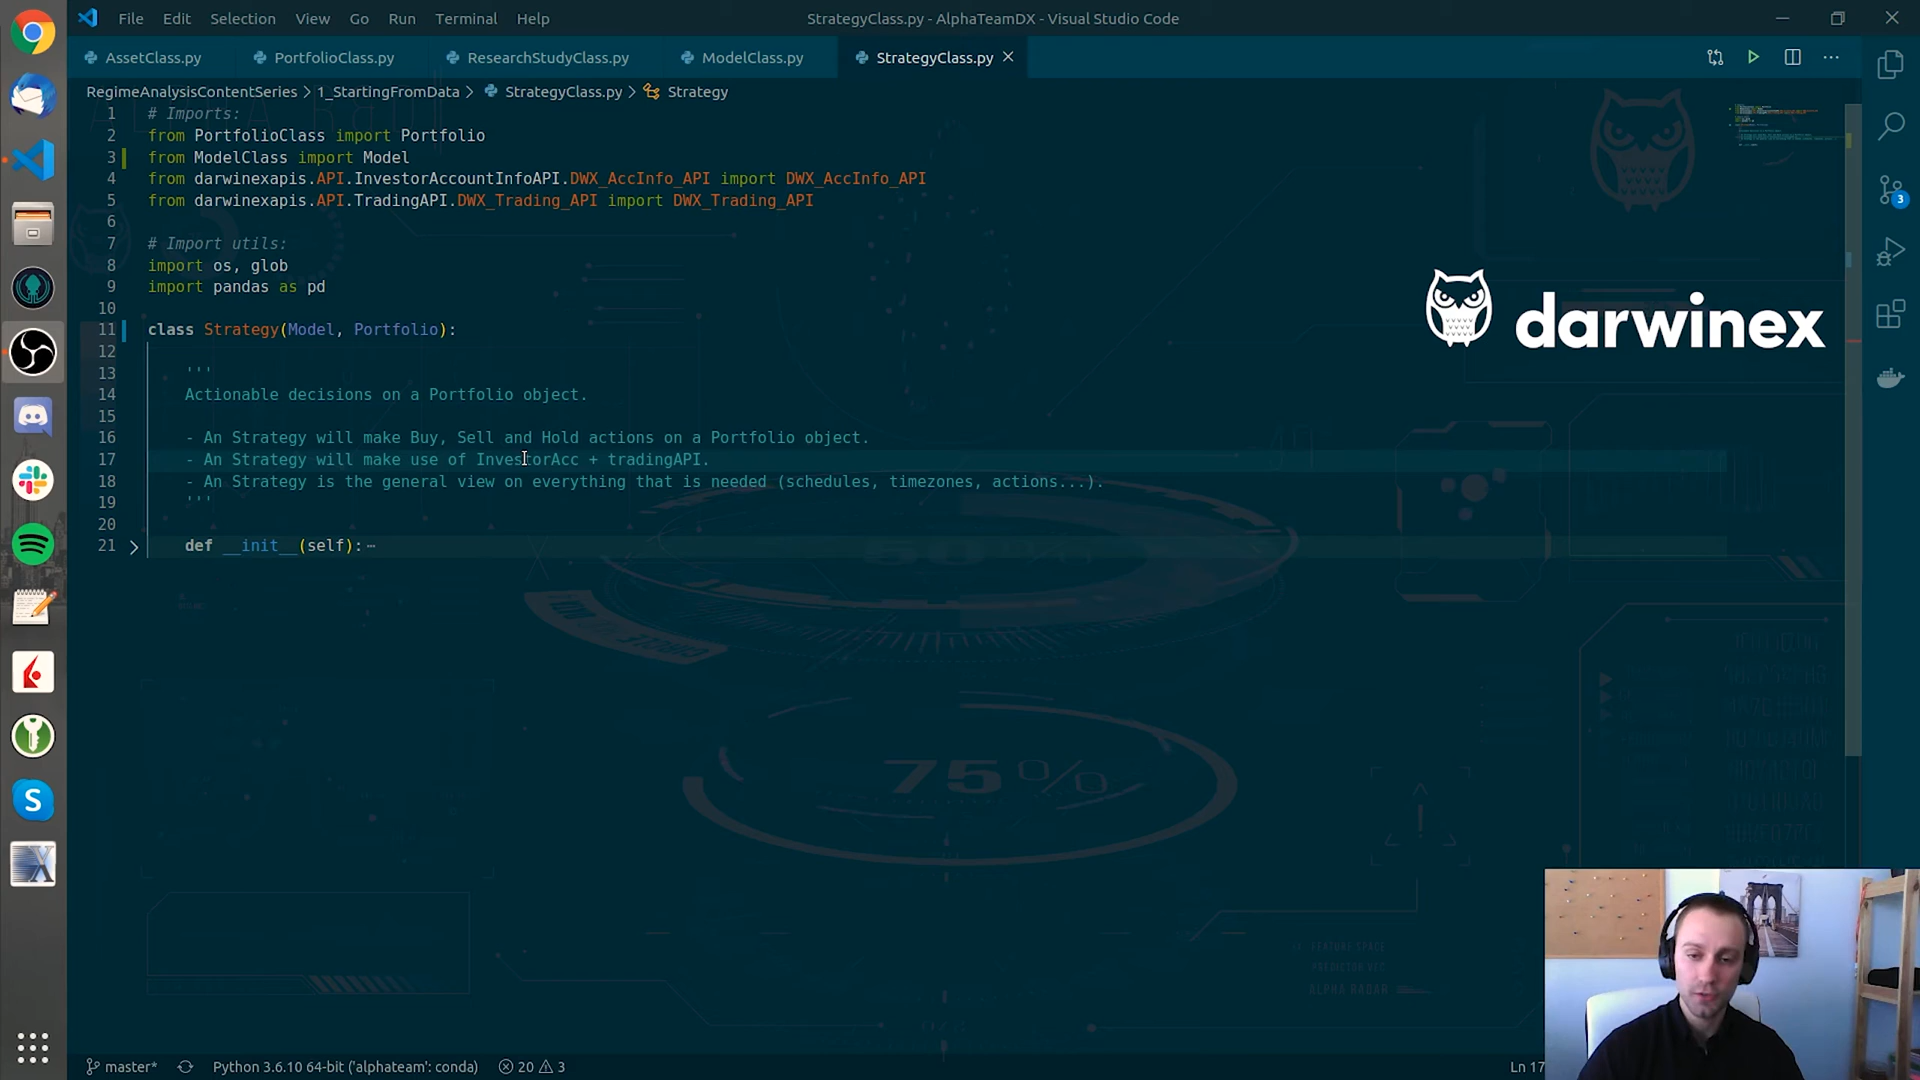 File Edit Selection View Go Run Terminal Help
StrategyClass.py - AlphaTeamDX - Visual Studio Code
AssetClass.py PortfolioClass.py ResearchStudyClass.py ModelClass.py StrategyClass.py
RegimeAnalysisContentSeries > 1_StartingFromData > StrategyClass.py > Strategy
1 # Imports:
2 from PortfolioClass import Portfolio
3 from ModelClass import Model
4 from darwinexapis.API.InvestorAccountInfoAPI.DWX_AccInfo_API import DWX_AccInfo_API
5 from darwinexapis.API.TradingAPI.DWX_Trading_API import DWX_Trading_API
6
7 # Import utils:
8 import os, glob
9 import pandas as pd
10
11 class Strategy(Model, Portfolio):
12
13 '''
14 Actionable decisions on a Portfolio object.
15
16 - An Strategy will make Buy, Sell and Hold actions on a Portfolio object.
17 - An Strategy will make use of InvestorAcc + tradingAPI.
18 - An Strategy is the general view on everything that is needed (schedules, timezones, actions...).
19 '''
20
21 def __init__(self):
3
darwinex
75%
FEATURE SPACE
ALPHA RADAR
master* Python 3.6.10 64-bit ('alphateam': conda) 20 3
Ln 17